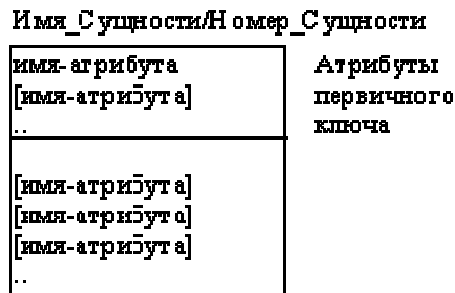 Имя_Сущности/Номер_Сущности
имя-атрибута
[имя-атрибута]
..
Атрибуты
первичного
ключа
[имя-атрибута]
[имя-атрибута]
[имя-атрибута]
..